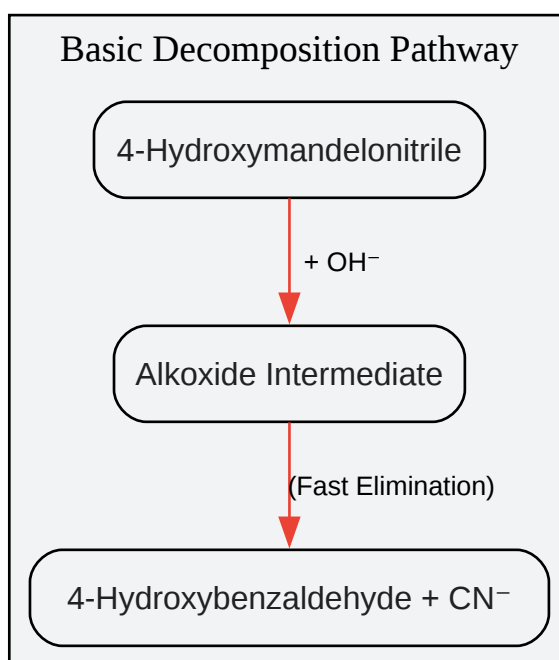 Basic Decomposition Pathway
4-Hydroxymandelonitrile
+ OH⁻
Alkoxide Intermediate
(Fast Elimination)
4-Hydroxybenzaldehyde + CN⁻